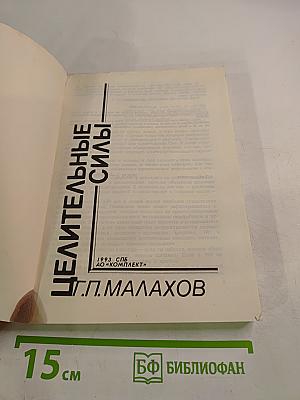 ЦЕЛИТЕЛЬНЫЕ
СИЛЫ
1993 СПБ
АО «КОМПЛЕКТ»
Г.П. МАЛАХОВ
15 см
БФ БИБЛИОФАН